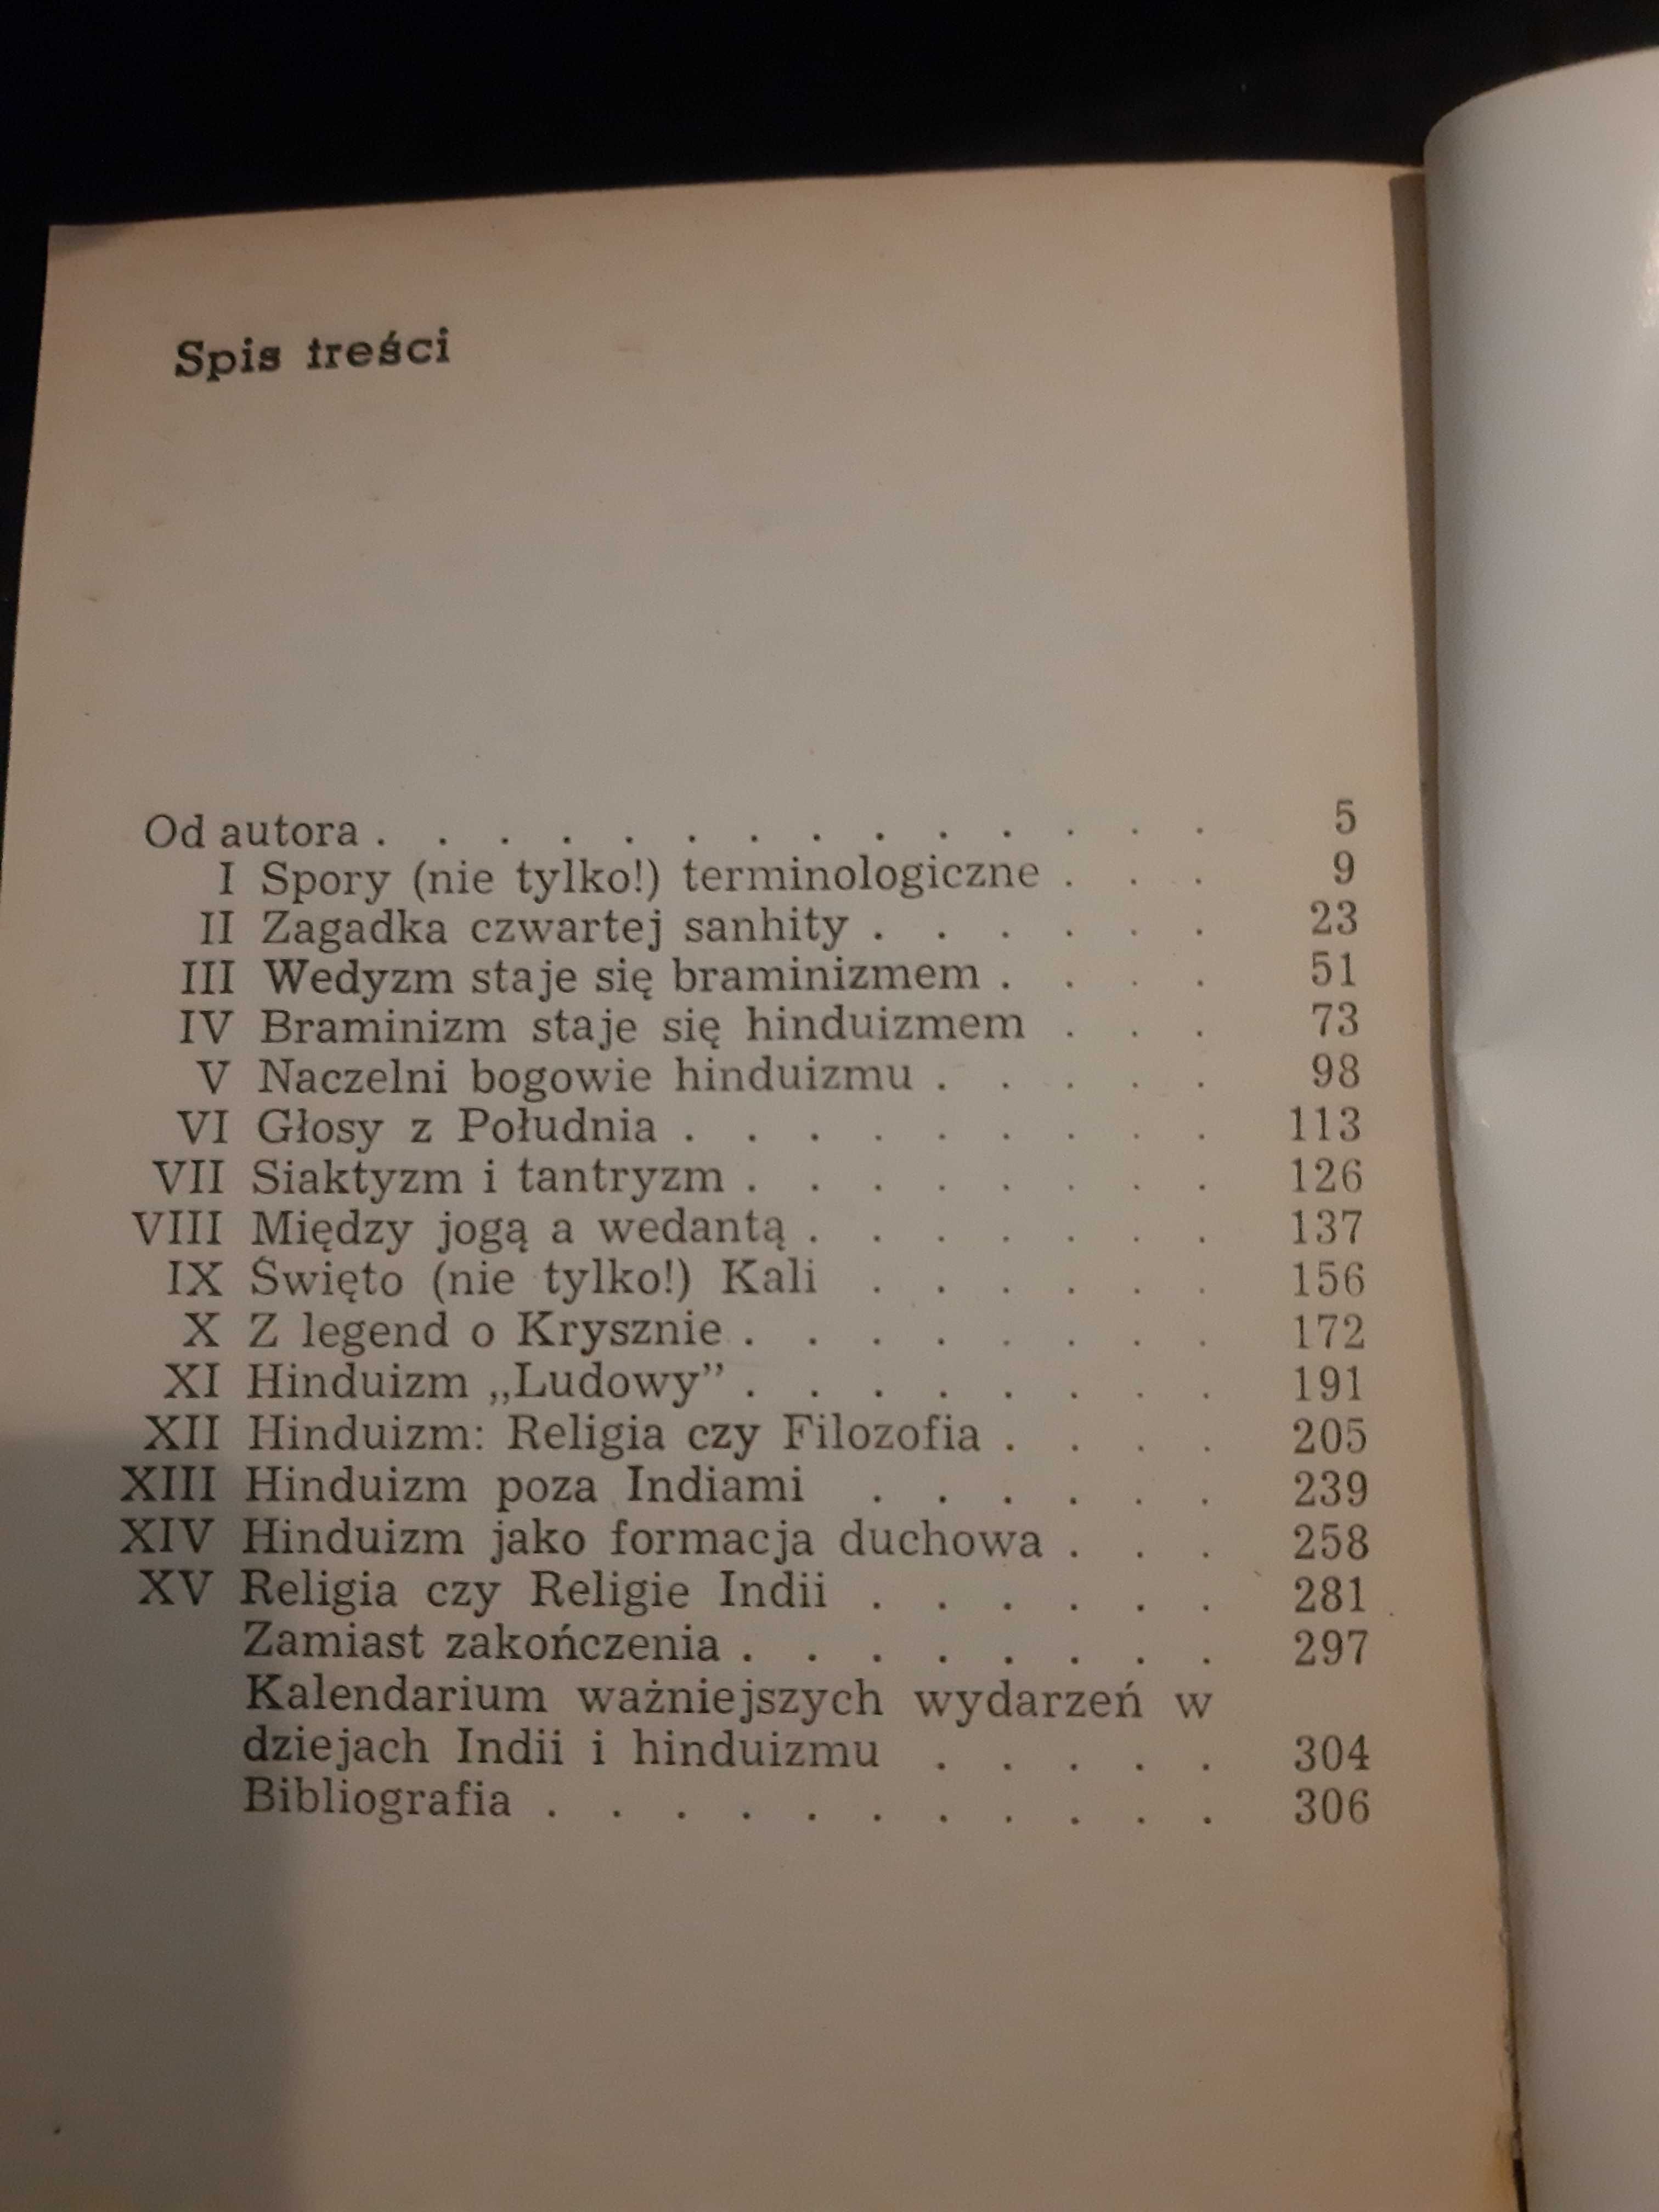 Spis treści
Od autora . . . . . . . . . . . . . . 5
I Spory (nie tylko!) terminologiczne . . . 9
II Zagadka czwartej sanhity . . . . . . 23
III Wedyzm staje się braminizmem . . . . 51
IV Braminizm staje się hinduizmem . . . 73
V Naczelni bogowie hinduizmu . . . . . 98
VI Głosy z Południa . . . . . . . . . 113
VII Siaktyzm i tantryzm . . . . . . . . 126
VIII Między jogą a wedantą . . . . . . . 137
IX Święto (nie tylko!) Kali . . . . . . 156
X Z legend o Krysznie . . . . . . . . 172
XI Hinduizm „Ludowy” . . . . . . . . 191
XII Hinduizm: Religia czy Filozofia . . . . 205
XIII Hinduizm poza Indiami . . . . . . 239
XIV Hinduizm jako formacja duchowa . . . 258
XV Religia czy Religie Indii . . . . . . 281
Zamiast zakończenia . . . . . . . . 297
Kalendarium ważniejszych wydarzeń w
dziejach Indii i hinduizmu . . . . . 304
Bibliografia . . . . . . . . . . . 306